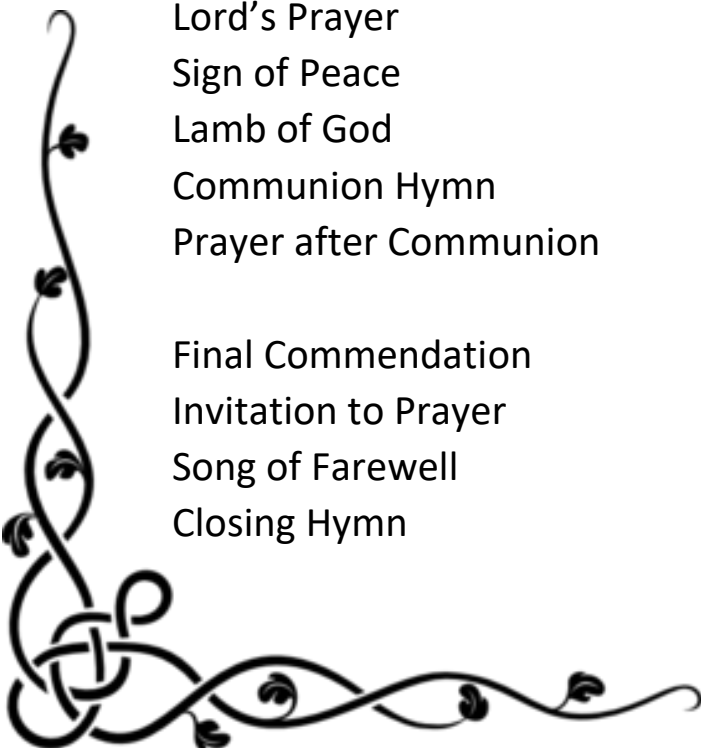 Lord’s Prayer
Sign of Peace
Lamb of God
Communion Hymn
Prayer after Communion
Final Commendation
Invitation to Prayer
Song of Farewell
Closing Hymn